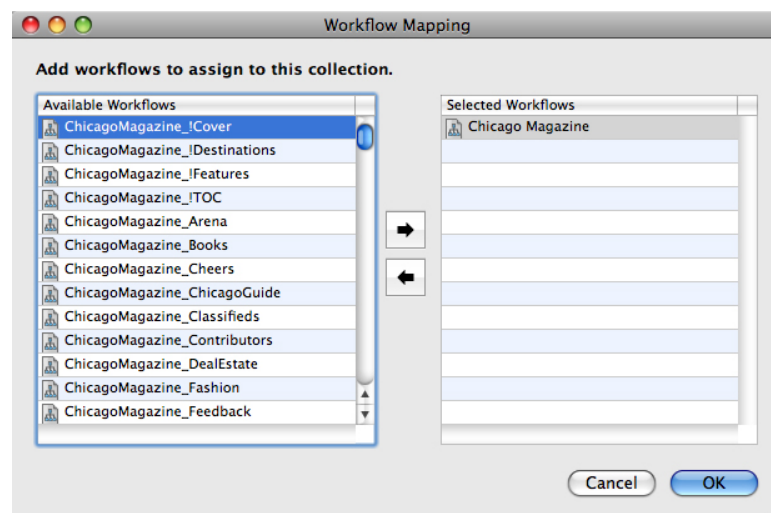 Workflow Mapping
Add workflows to assign to this collection.
Available Workflows
ChicagoMagazine_!Cover
ChicagoMagazine_!Destinations
ChicagoMagazine_!Features
ChicagoMagazine_!TOC
ChicagoMagazine_Arena
ChicagoMagazine_Books
ChicagoMagazine_Cheers
ChicagoMagazine_ChicagoGuide
ChicagoMagazine_Classifieds
ChicagoMagazine_Contributors
ChicagoMagazine_DealEstate
ChicagoMagazine_Fashion
ChicagoMagazine_Feedback
Selected Workflows
Chicago Magazine
Cancel
OK